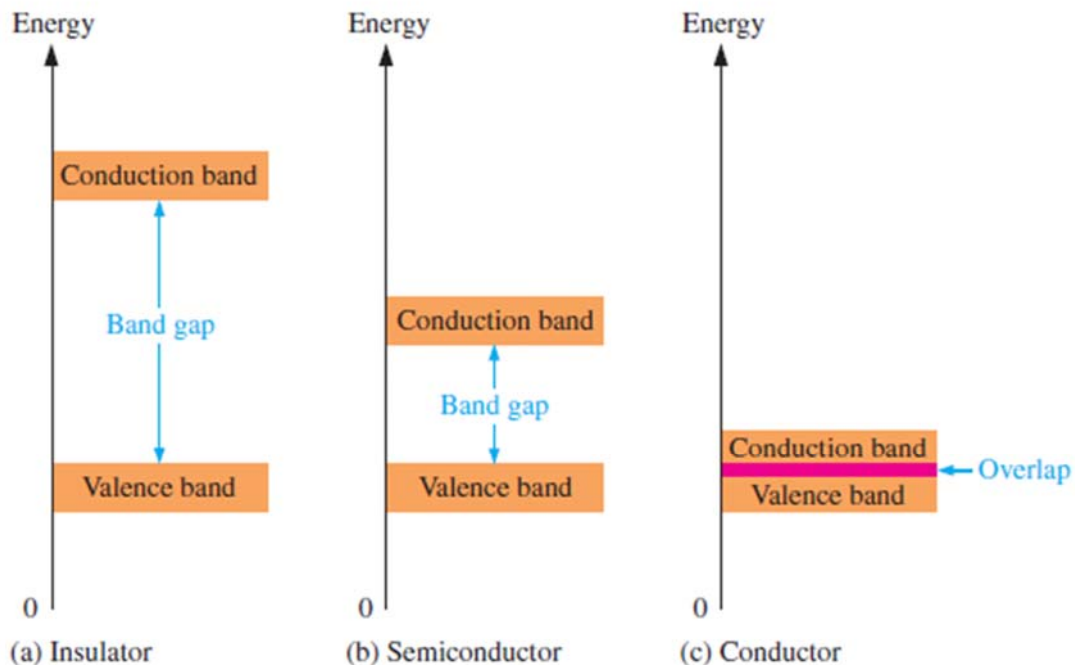 Energy
Conduction band
Band gap
Valence band
0
(a) Insulator
Energy
Conduction band
Band gap
Valence band
0
(b) Semiconductor
Energy
Conduction band
Overlap
Valence band
0
(c) Conductor